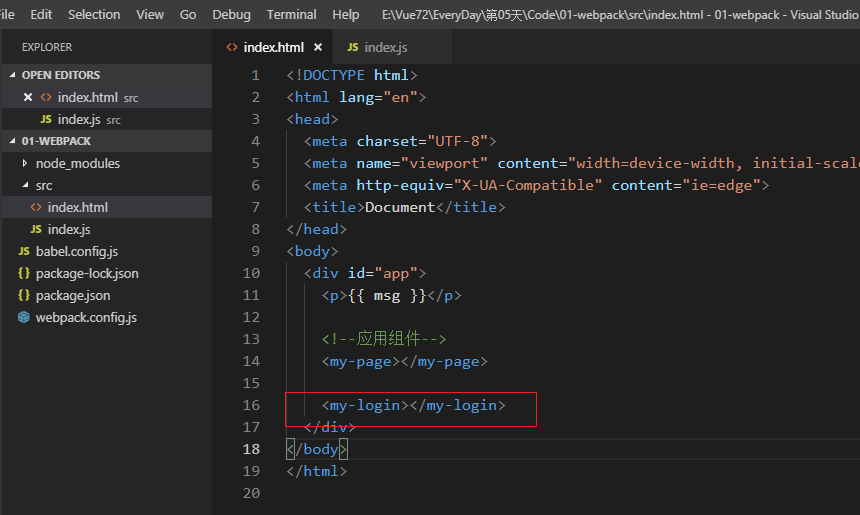 File Edit Selection View Go Debug Terminal Help E:\Vue72\EveryDay\第05天\Code\01-webpack\src\index.html - 01-webpack - Visual Studio
EXPLORER
OPEN EDITORS
index.html src
JS index.js src
01-WEBPACK
node_modules
src
index.html
JS index.js
JS babel.config.js
{} package-lock.json
{} package.json
webpack.config.js
<> index.html ×
JS index.js
1 <!DOCTYPE html>
2 <html lang="en">
3 <head>
4 <meta charset="UTF-8">
5 <meta name="viewport" content="width=device-width, initial-scale
6 <meta http-equiv="X-UA-Compatible" content="ie=edge">
7 <title>Document</title>
8 </head>
9 <body>
10 <div id="app">
11 <p>{{ msg }}</p>
12
13 <!--应用组件-->
14 <my-page></my-page>
15
16 <my-login></my-login>
17 </div>
18 </body>
19 </html>
20